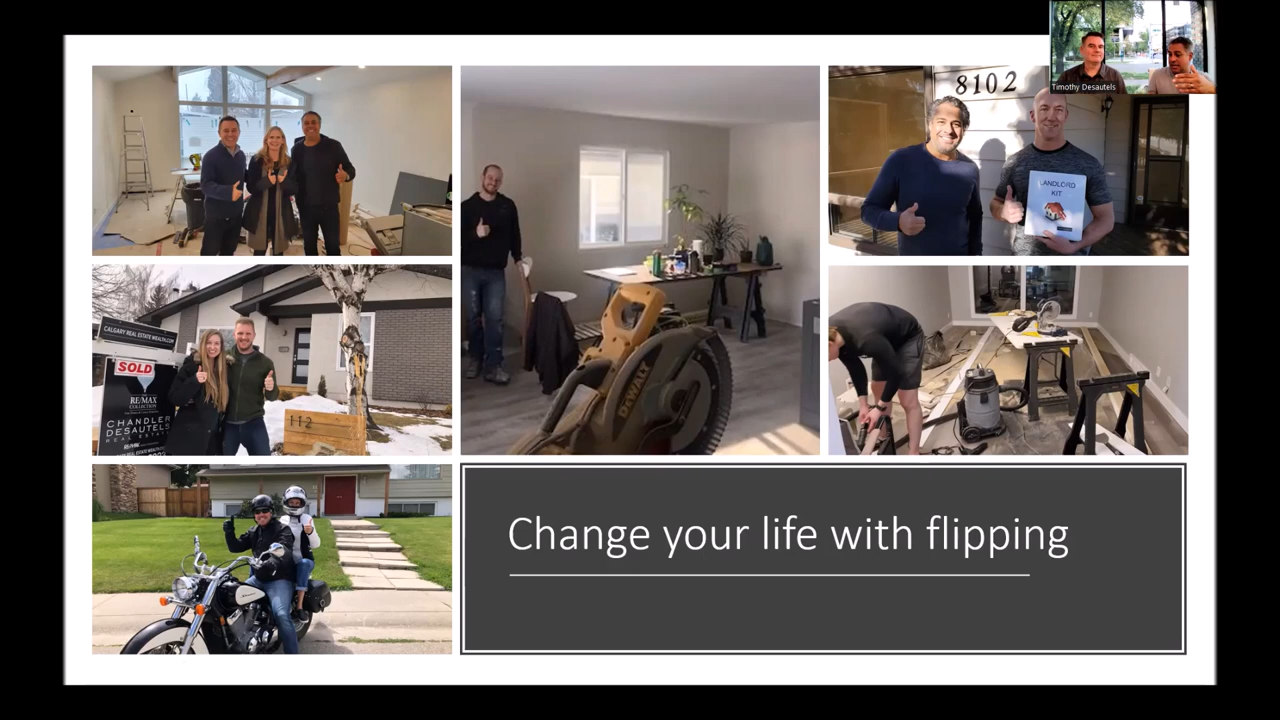 Timothy Desautels
8102
LANDLORD
KIT
CALGARY REAL ESTATE WEALTH.COM
SOLD
RE/MAX
COLLECTION
CHANDLER
DESAUTELS
REAL ESTATE
112
DEWALT
Change your life with flipping